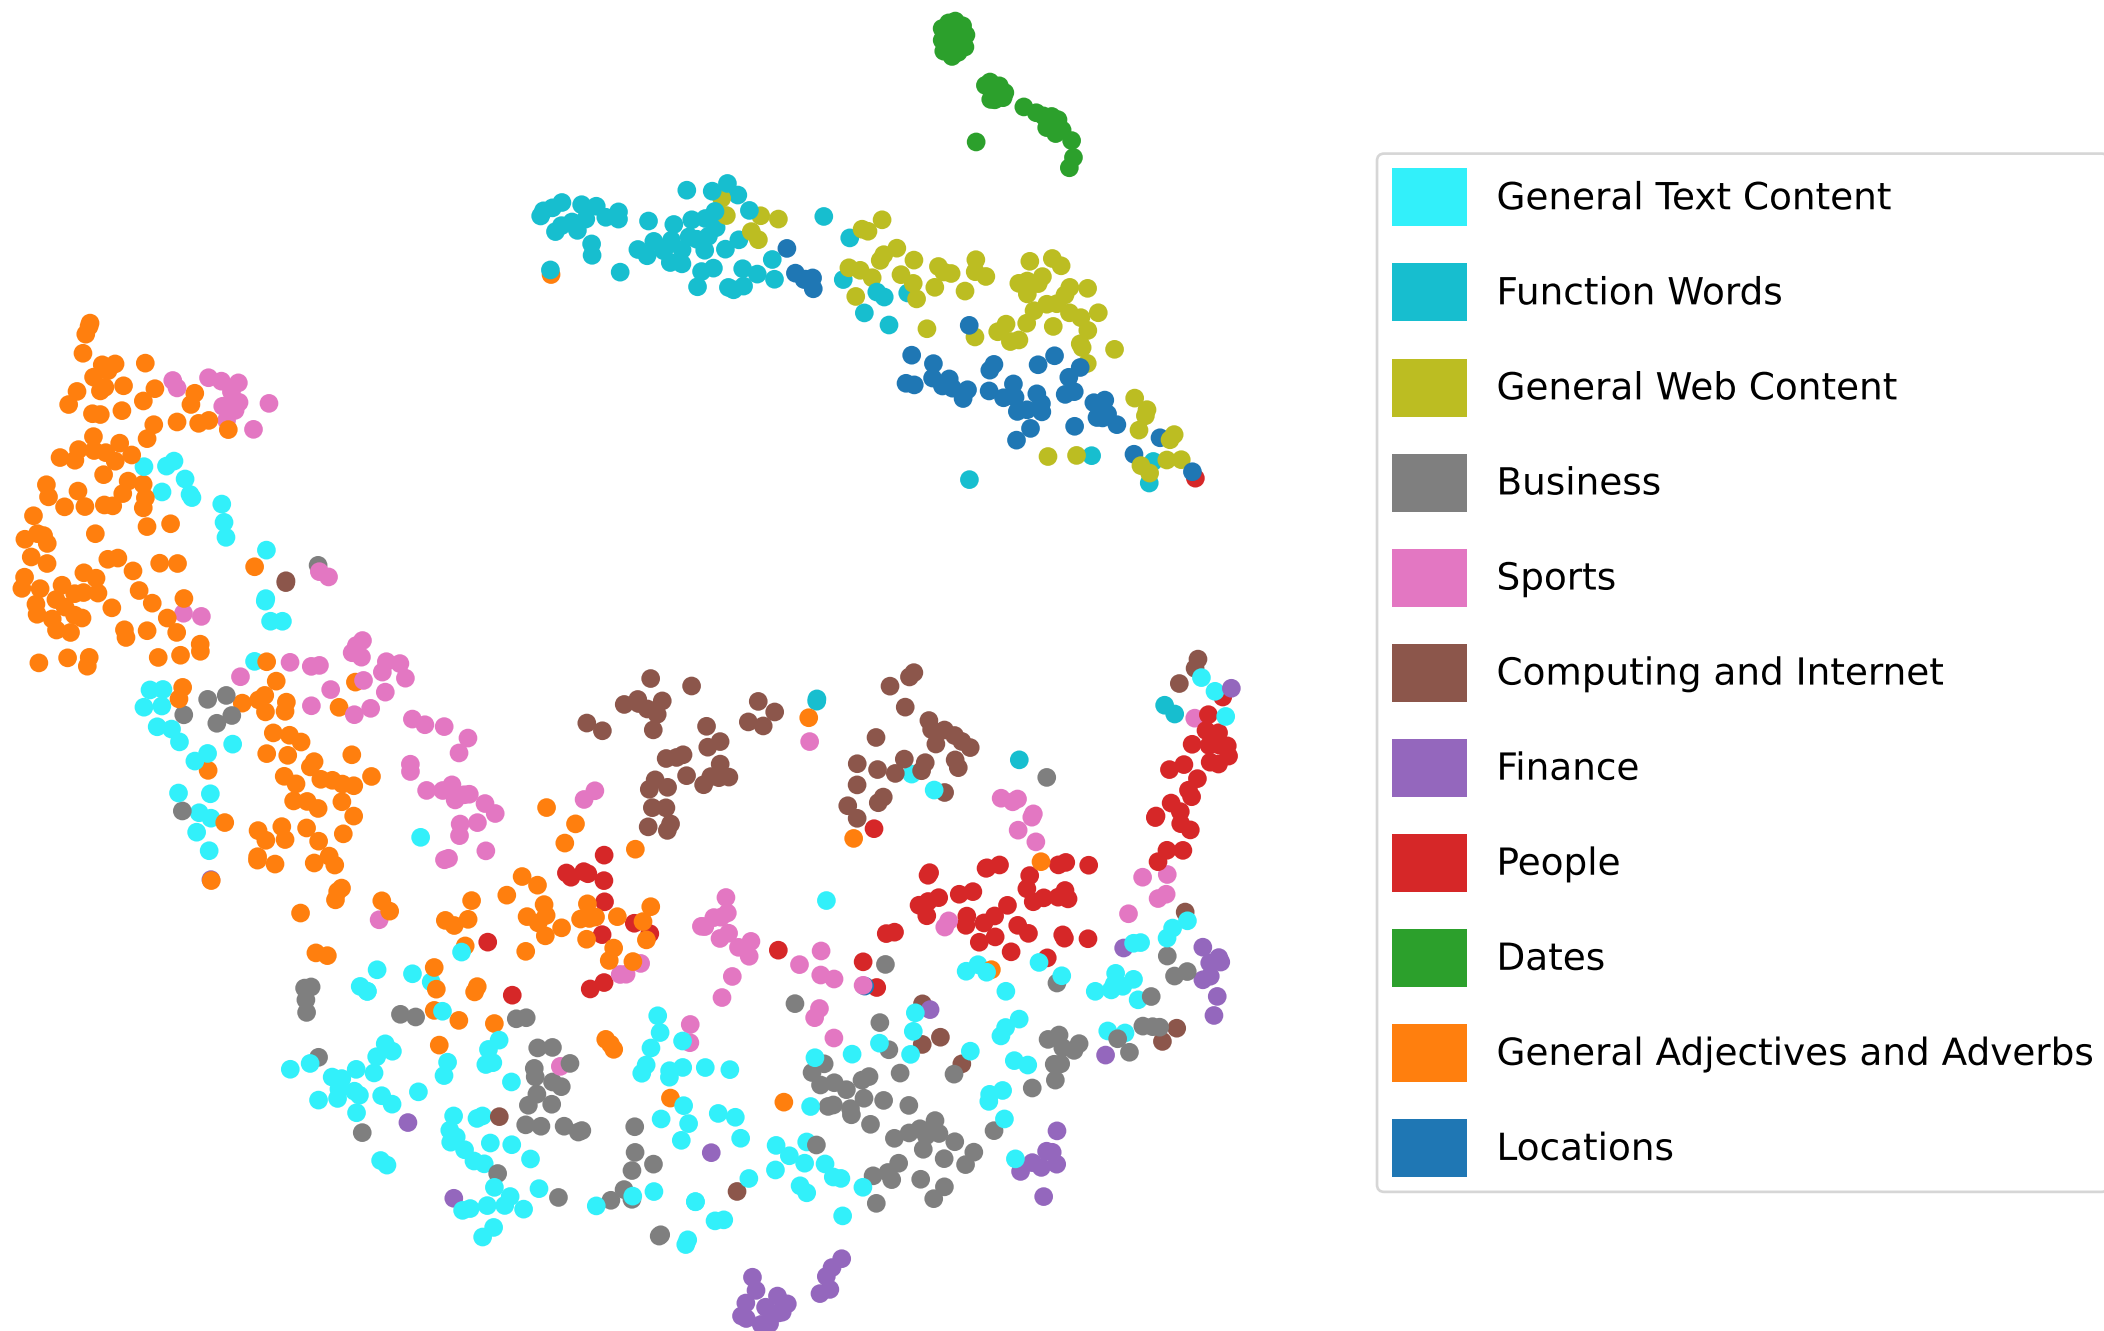 General Text Content
Function Words
General Web Content
Business
Sports
Computing and Internet
Finance
People
Dates
General Adjectives and Adverbs
Locations